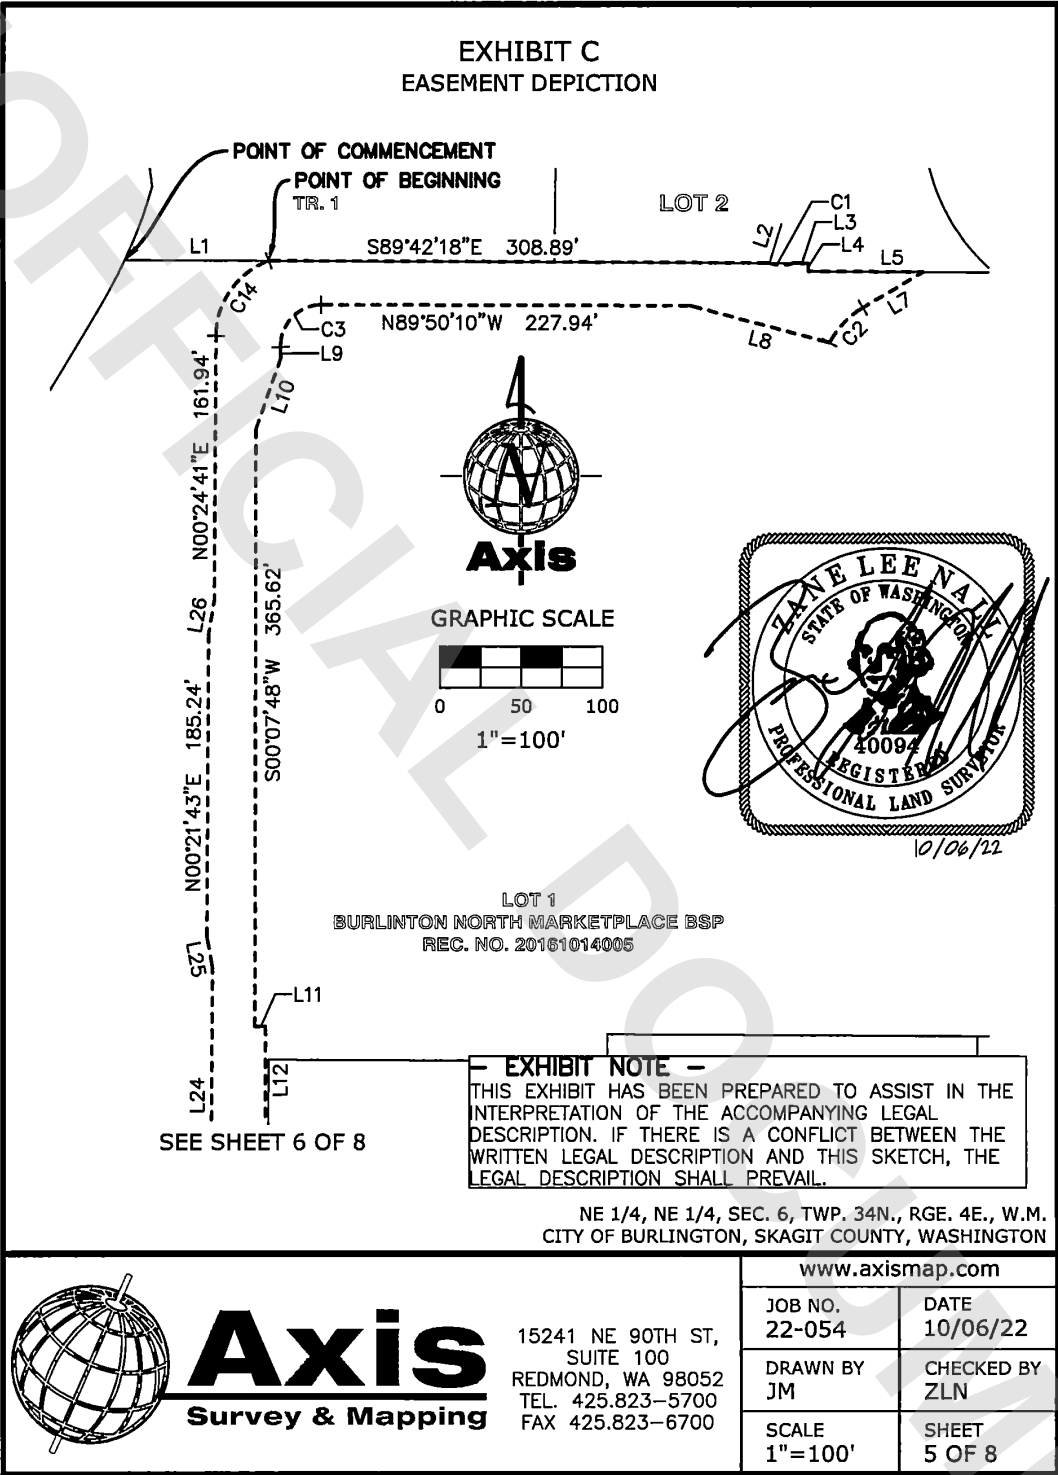 EXHIBIT C
EASEMENT DEPICTION
POINT OF COMMENCEMENT
POINT OF BEGINNING
TR. 1
LOT 2
C1
L3
L4
L2
L1
S89°42'18"E 308.89'
L5
C14
C3
N89°50'10"W 227.94'
L7
C2
L8
L9
L10
N00°24'41"E 161.94'
N
Axis
L26
S00°07'48"W 365.62'
GRAPHIC SCALE
0 50 100
1"=100'
ZANE LEE NAIL
STATE OF WASHINGTON
40094
REGISTERED
PROFESSIONAL LAND SURVEYOR
10/06/22
N00°21'43"E 185.24'
LOT 1
BURLINTON NORTH MARKETPLACE BSP
REC. NO. 20161014005
L25
L11
L24
L12
SEE SHEET 6 OF 8
- EXHIBIT NOTE -
THIS EXHIBIT HAS BEEN PREPARED TO ASSIST IN THE
INTERPRETATION OF THE ACCOMPANYING LEGAL
DESCRIPTION. IF THERE IS A CONFLICT BETWEEN THE
WRITTEN LEGAL DESCRIPTION AND THIS SKETCH, THE
LEGAL DESCRIPTION SHALL PREVAIL.
NE 1/4, NE 1/4, SEC. 6, TWP. 34N., RGE. 4E., W.M.
CITY OF BURLINGTON, SKAGIT COUNTY, WASHINGTON
Axis
Survey & Mapping
15241 NE 90TH ST,
SUITE 100
REDMOND, WA 98052
TEL. 425.823-5700
FAX 425.823-6700
www.axismap.com
JOB NO.
22-054
DATE
10/06/22
DRAWN BY
JM
CHECKED BY
ZLN
SCALE
1"=100'
SHEET
5 OF 8